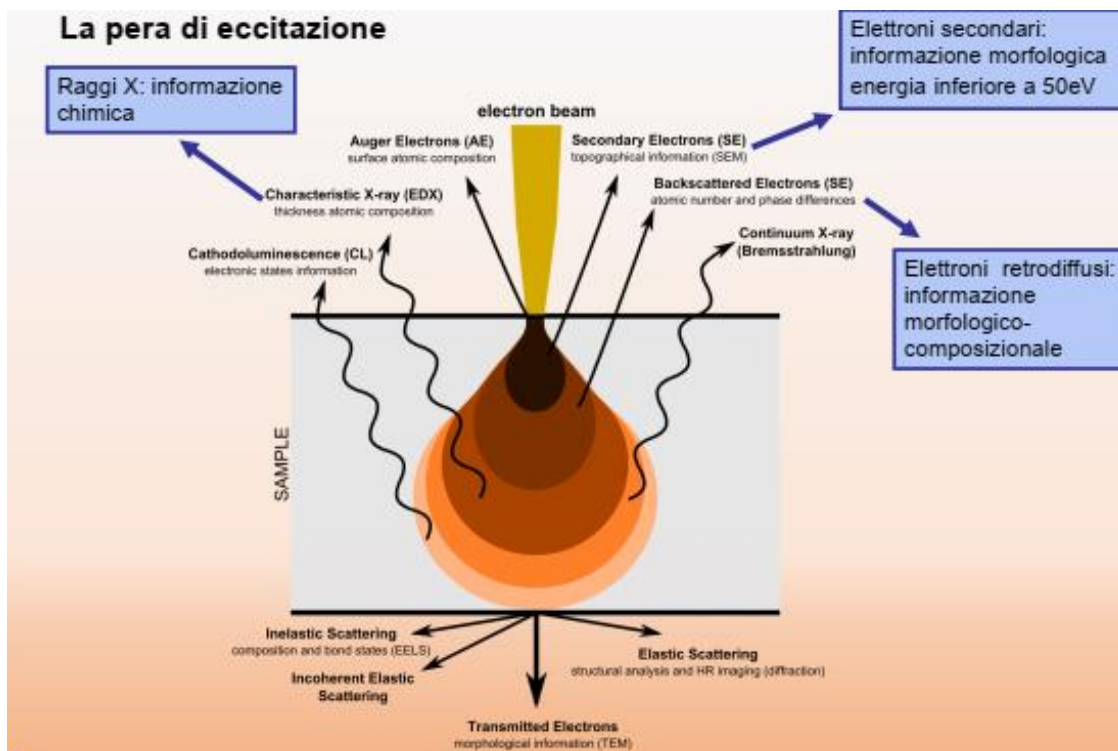 La pera di eccitazione
Elettroni secondari:
informazione morfologica
energia inferiore a 50eV
Raggi X: informazione
chimica
electron beam
Auger Electrons (AE)
surface atomic composition
Secondary Electrons (SE)
topographical information (SEM)
Characteristic X-ray (EDX)
thickness atomic composition
Backscattered Electrons (SE)
atomic number and phase differences
Cathodoluminescence (CL)
electronic states information
Continuum X-ray
(Bremsstrahlung)
Elettroni retrodiffusi:
informazione
morfologico-
composizionale
SAMPLE
Inelastic Scattering
composition and bond states (EELS)
Incoherent Elastic
Scattering
Elastic Scattering
structural analysis and HR imaging (diffraction)
Transmitted Electrons
morphological information (TEM)